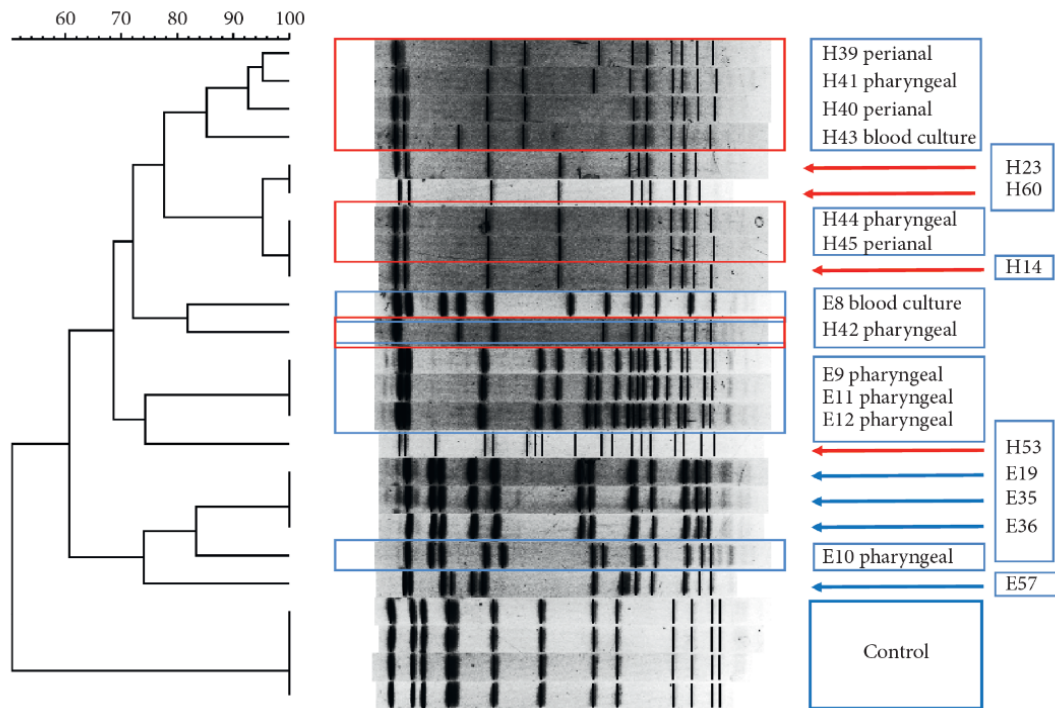 60 70 80 90 100
H39 perianal
H41 pharyngeal
H40 perianal
H43 blood culture
H23
H60
H44 pharyngeal
H45 perianal
H14
E8 blood culture
H42 pharyngeal
E9 pharyngeal
E11 pharyngeal
E12 pharyngeal
H53
E19
E35
E36
E10 pharyngeal
E57
Control